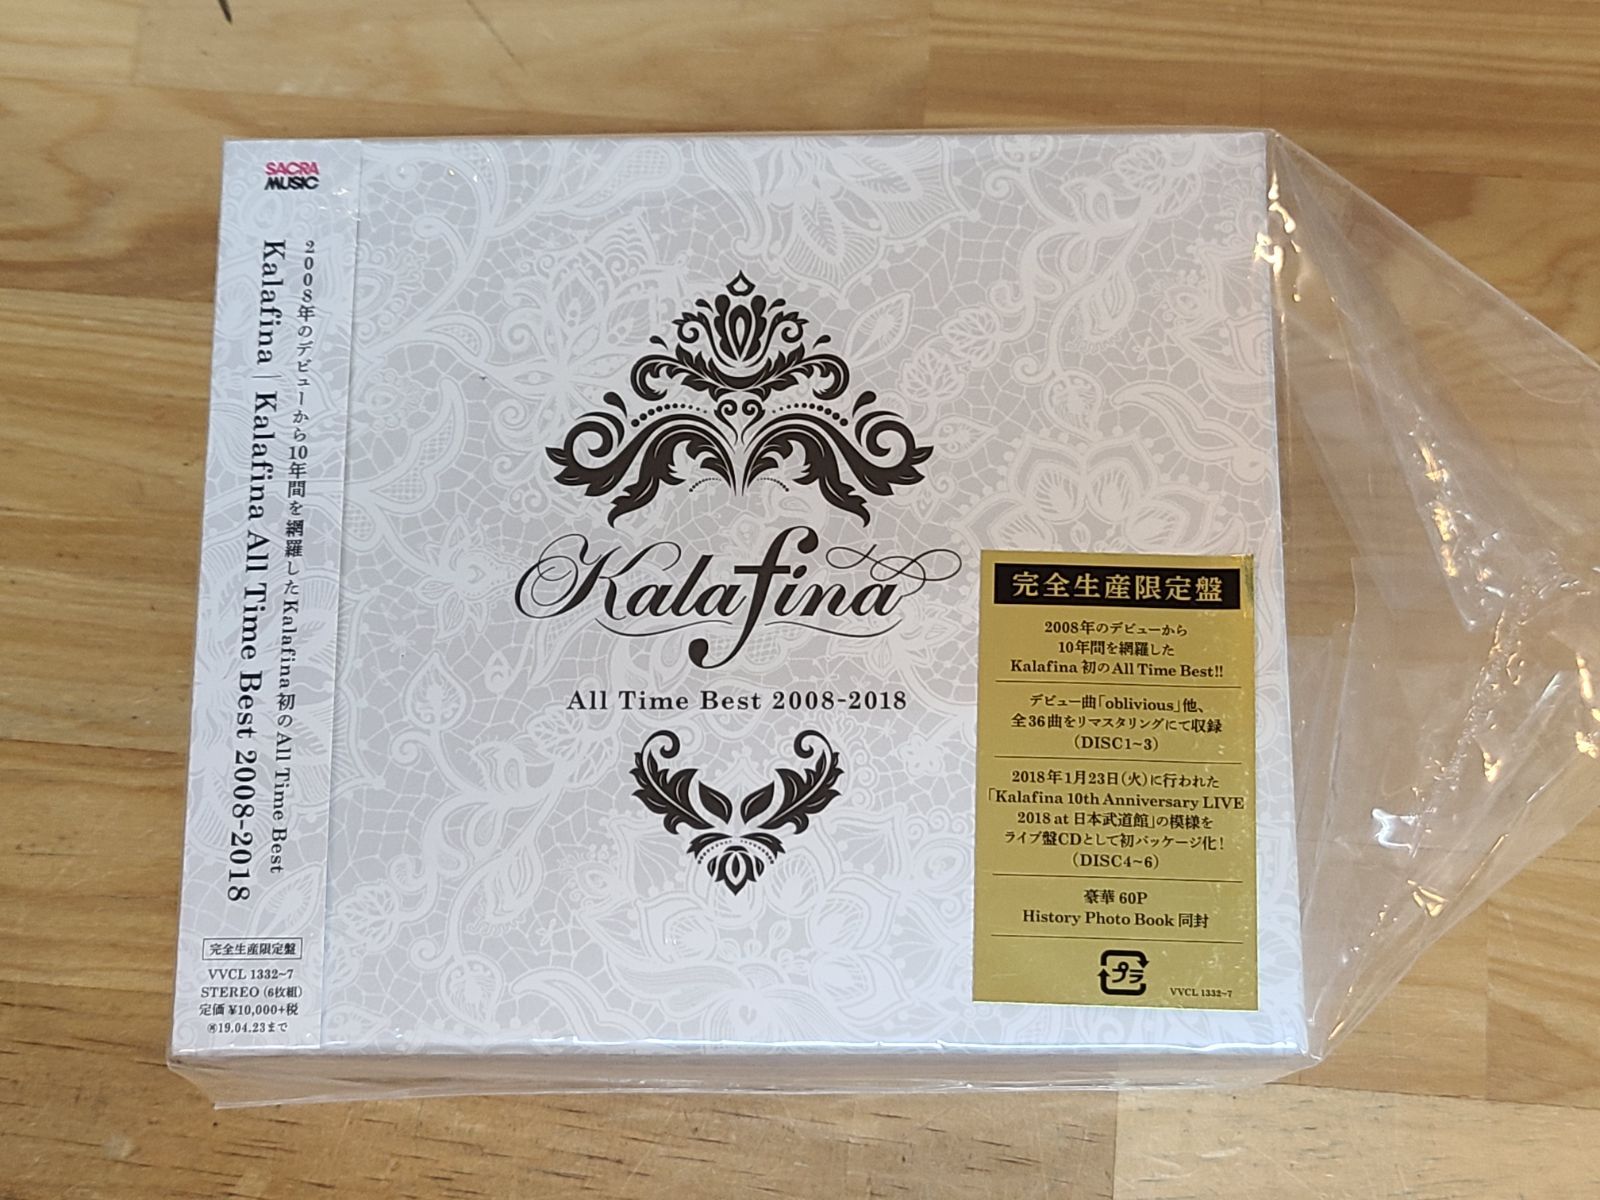 SACRA
MUSIC
2008年のデビューから10年間を網羅したKalafina初のAll Time Best
Kalafina | Kalafina All Time Best 2008-2018
完全生産限定盤
VVCL 1332~7
STEREO (6枚組)
定価 ¥10,000+税
19.04.23まで
Kalafina
All Time Best 2008-2018
完全生産限定盤
2008年のデビューから
10年間を網羅した
Kalafina 初のAll Time Best!!
デビュー曲「oblivious」他、
全36曲をリマスタリングにて収録
(DISC1~3)
2018年1月23日(火)に行われた
「Kalafina 10th Anniversary LIVE
2018 at 日本武道館」の模様を
ライブ盤CDとして初パッケージ化!
(DISC4~6)
豪華 60P
History Photo Book 同封
プラ
VVCL 1332~7